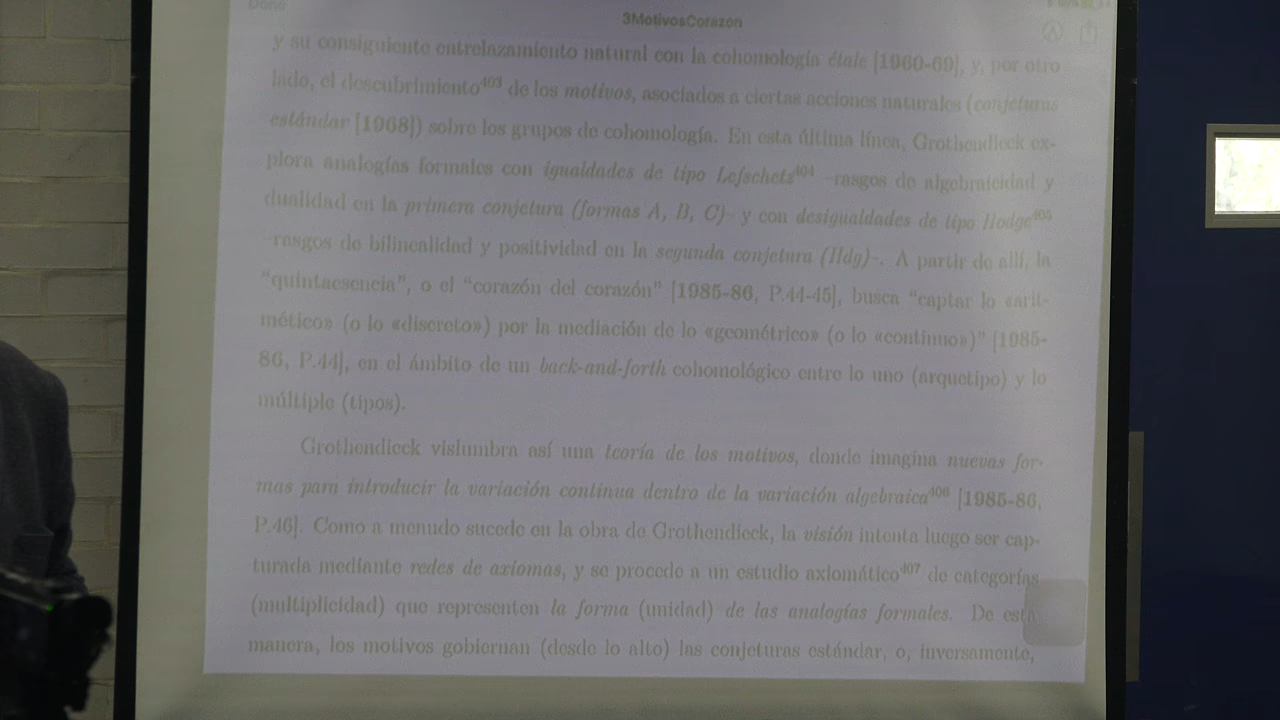 Done
3MotivosCorazon
y su consiguiente entrelazamiento natural con la cohomología étale [1960-69], y, por otro
lado, el descubrimiento403 de los motivos, asociados a ciertas acciones naturales (conjeturas
estándar [1968]) sobre los grupos de cohomología. En esta última línea, Grothendieck ex-
plora analogías formales con igualdades de tipo Lefschetz404 –rasgos de algebraicidad y
dualidad en la primera conjetura (formas A, B, C)– y con desigualdades de tipo Hodge405
–rasgos de bilinealidad y positividad en la segunda conjetura (Hdg)–. A partir de allí, la
“quintaesencia”, o el “corazón del corazón” [1985-86, P.44-45], busca “captar lo «arit-
mético» (o lo «discreto») por la mediación de lo «geométrico» (o lo «continuo»)” [1985-
86, P.44], en el ámbito de un back-and-forth cohomológico entre lo uno (arquetipo) y lo
múltiple (tipos).
Grothendieck vislumbra así una teoría de los motivos, donde imagina nuevas for-
mas para introducir la variación continua dentro de la variación algebraica406 [1985-86,
P.46]. Como a menudo sucede en la obra de Grothendieck, la visión intenta luego ser cap-
turada mediante redes de axiomas, y se procede a un estudio axiomático407 de categorías
(multiplicidad) que representen la forma (unidad) de las analogías formales. De esta
manera, los motivos gobiernan (desde lo alto) las conjeturas estándar, o, inversamente,